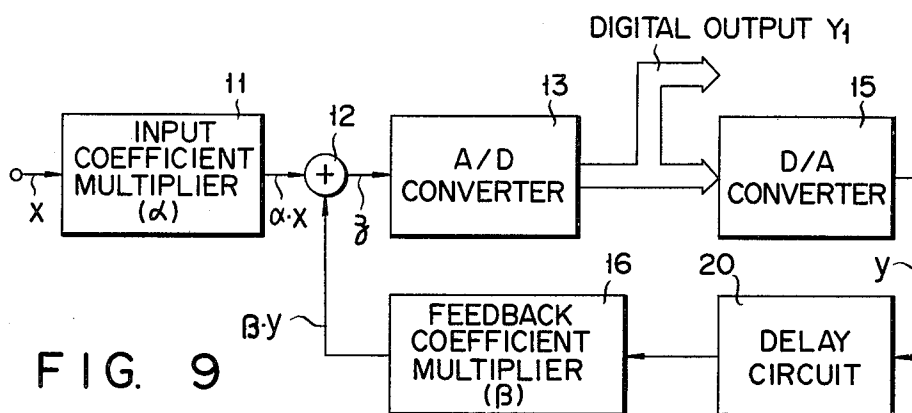 DIGITAL OUTPUT Y1
11
INPUT
COEFFICIENT
MULTIPLIER
(α)
X
α·X
12
+
z
13
A/D
CONVERTER
15
D/A
CONVERTER
y
20
DELAY
CIRCUIT
16
FEEDBACK
COEFFICIENT
MULTIPLIER
(β)
β·y
FIG. 9